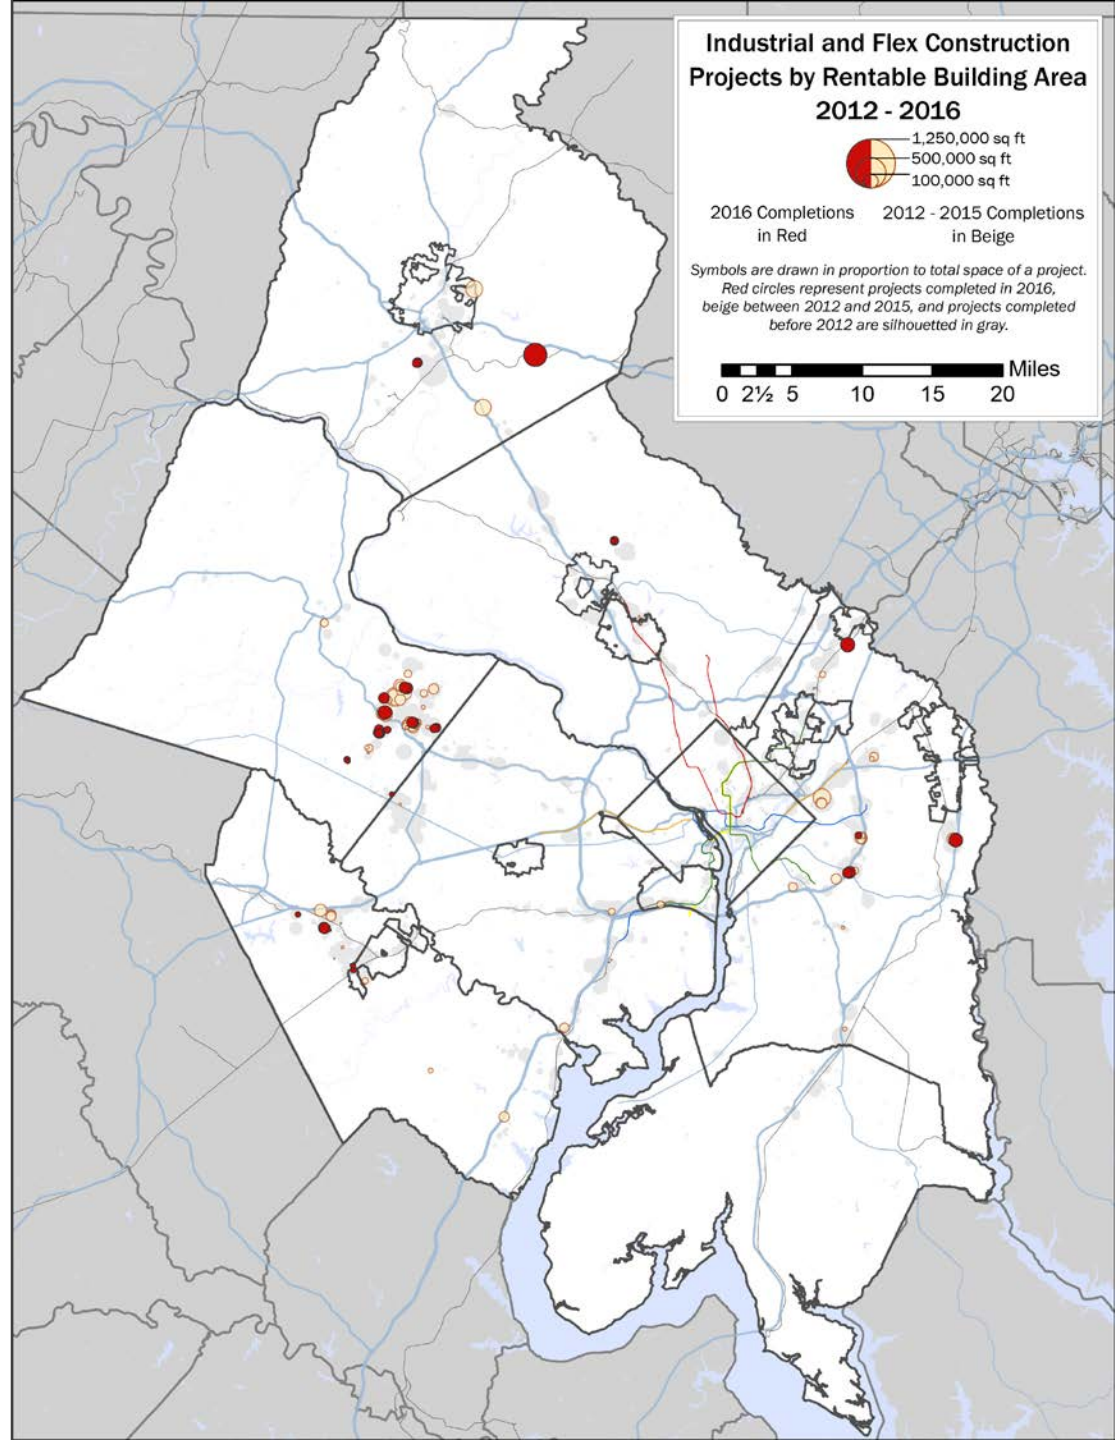 Industrial and Flex Construction
Projects by Rentable Building Area
2012 - 2016
1,250,000 sq ft
500,000 sq ft
100,000 sq ft
2016 Completions
in Red
2012 - 2015 Completions
in Beige
Symbols are drawn in proportion to total space of a project.
Red circles represent projects completed in 2016,
beige between 2012 and 2015, and projects completed
before 2012 are silhouetted in gray.
Miles
0 2½ 5 10 15 20